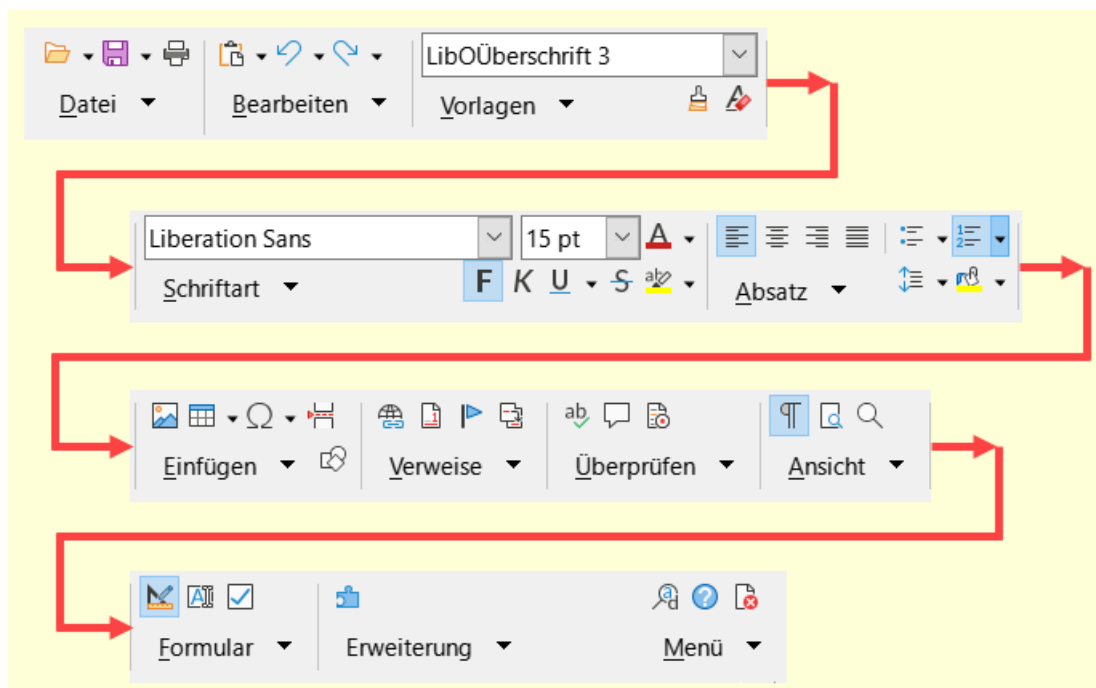 LibOÜberschrift 3
Datei Bearbeiten Vorlagen
Liberation Sans 15 pt
Schriftart F K U S Absatz
Einfügen Verweise Überprüfen Ansicht
Formular Erweiterung Menü